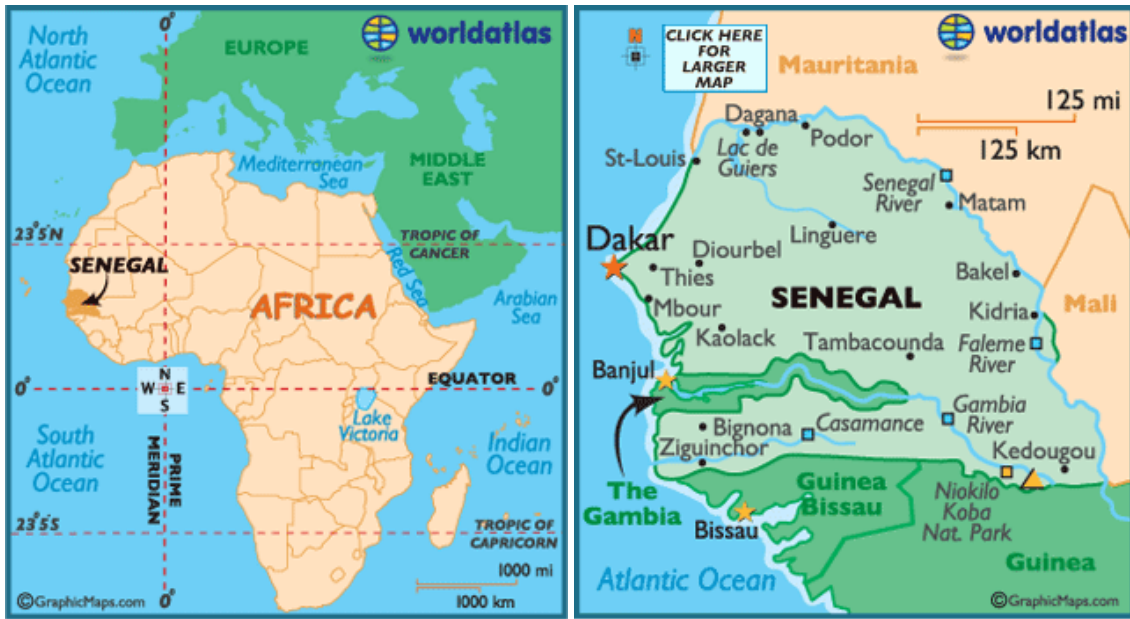 0°
North
Atlantic
Ocean
EUROPE
worldatlas
Mediterranean
Sea
MIDDLE
EAST
23°5'N
TROPIC OF
CANCER
SENEGAL
Red Sea
AFRICA
Arabian
Sea
N
W E
S
0°
EQUATOR
0°
Lake
Victoria
South
Atlantic
Ocean
PRIME
MERIDIAN
Indian
Ocean
23°5'S
TROPIC OF
CAPRICORN
1000 mi
1000 km
©GraphicMaps.com
0°
N
CLICK HERE
FOR
LARGER
MAP
worldatlas
Mauritania
125 mi
125 km
Dagana
Podor
Lac de
Guiers
St-Louis
Senegal
River
Matam
Linguere
Dakar
Diourbel
Thies
Bakel
SENEGAL
Mali
Mbour
Kidria
Kaolack
Tambacounda
Faleme
River
Banjul
Gambia
River
Bignona
Casamance
Ziguinchor
Kedougou
The
Gambia
Guinea
Bissau
Niokilo
Koba
Nat. Park
Bissau
Guinea
Atlantic Ocean
©GraphicMaps.com